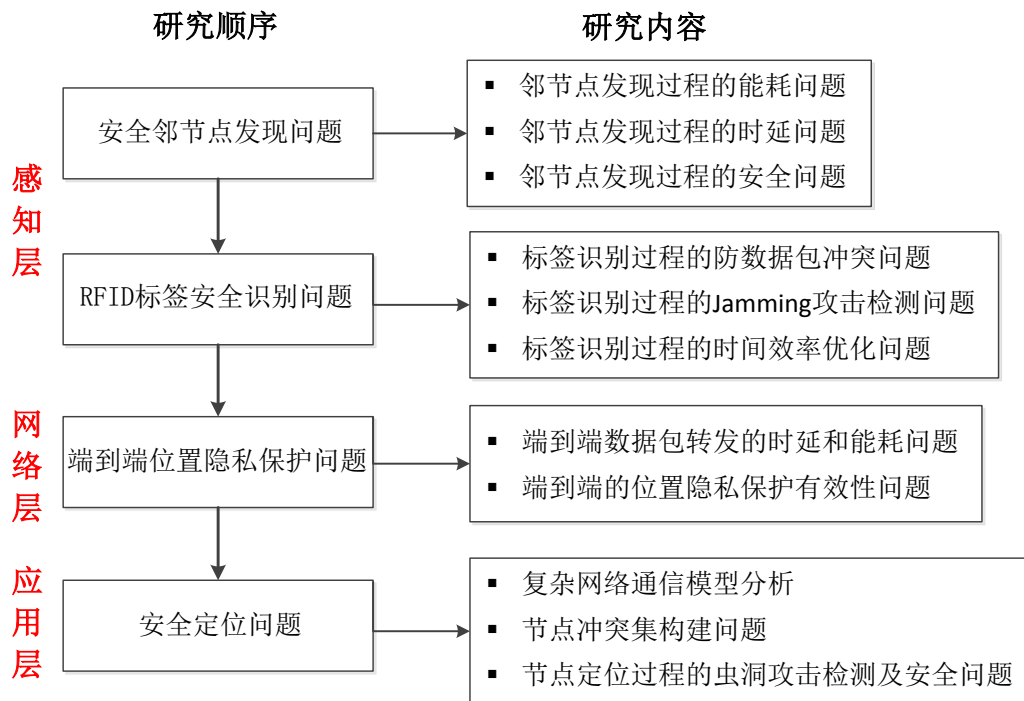 研究顺序
研究内容
感知层
安全邻节点发现问题
▪ 邻节点发现过程的能耗问题
▪ 邻节点发现过程的时延问题
▪ 邻节点发现过程的安全问题
RFID标签安全识别问题
▪ 标签识别过程的防数据包冲突问题
▪ 标签识别过程的Jamming攻击检测问题
▪ 标签识别过程的时间效率优化问题
网络层
端到端位置隐私保护问题
▪ 端到端数据包转发的时延和能耗问题
▪ 端到端的位置隐私保护有效性问题
应用层
安全定位问题
▪ 复杂网络通信模型分析
▪ 节点冲突集构建问题
▪ 节点定位过程的虫洞攻击检测及安全问题